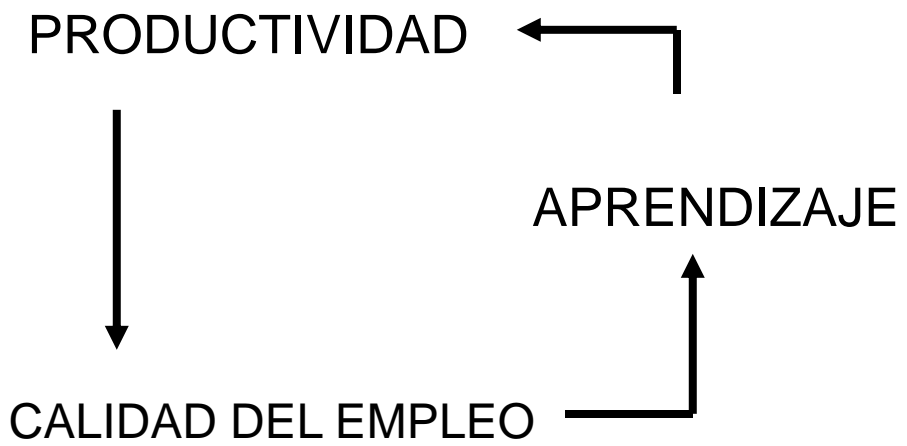 PRODUCTIVIDAD
APRENDIZAJE
CALIDAD DEL EMPLEO